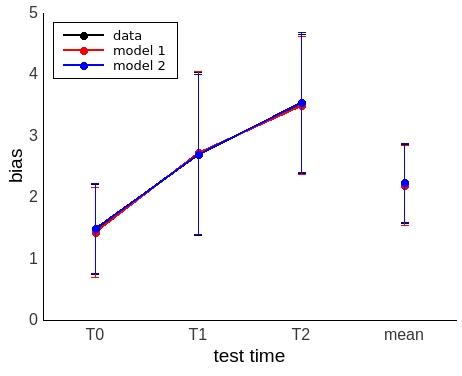 5
data
model 1
model 2
4
3
2
1
0
bias
T0 T1 T2 mean
test time